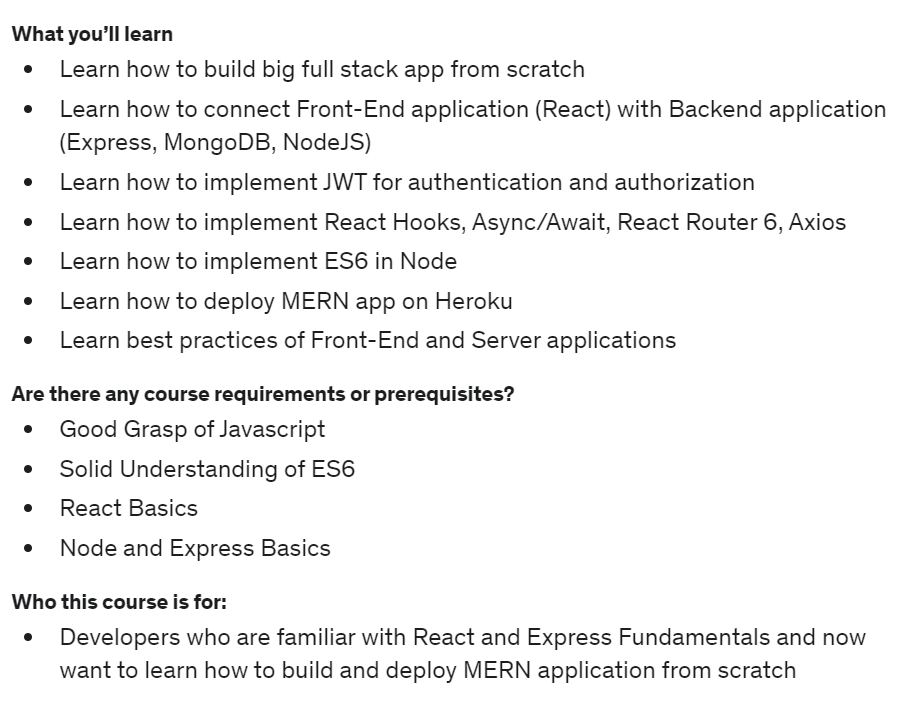 What you’ll learn
• Learn how to build big full stack app from scratch
• Learn how to connect Front-End application (React) with Backend application
(Express, MongoDB, NodeJS)
• Learn how to implement JWT for authentication and authorization
• Learn how to implement React Hooks, Async/Await, React Router 6, Axios
• Learn how to implement ES6 in Node
• Learn how to deploy MERN app on Heroku
• Learn best practices of Front-End and Server applications
Are there any course requirements or prerequisites?
• Good Grasp of Javascript
• Solid Understanding of ES6
• React Basics
• Node and Express Basics
Who this course is for:
• Developers who are familiar with React and Express Fundamentals and now
want to learn how to build and deploy MERN application from scratch